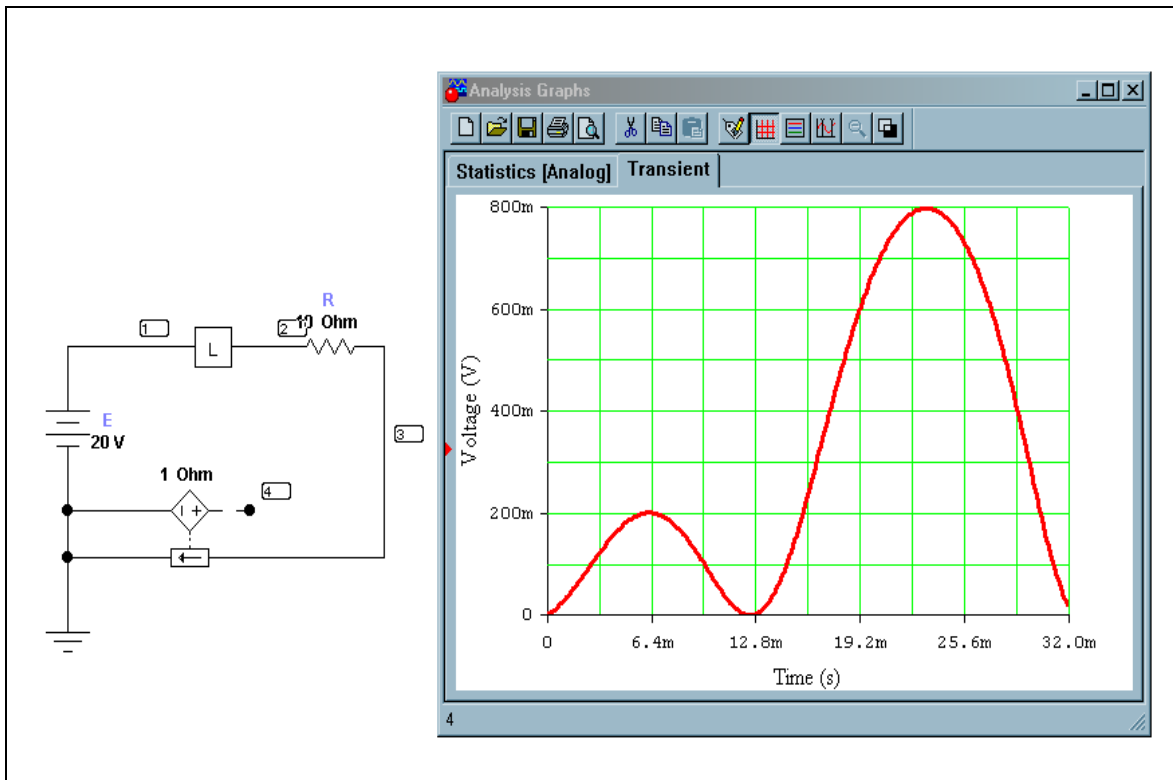 Analysis Graphs
Statistics [Analog] Transient
800m
600m
400m
200m
0
Voltage (V)
0 6.4m 12.8m 19.2m 25.6m 32.0m
Time (s)
4
R
1 2 10 Ohm
L
E
20 V
3
1 Ohm
4